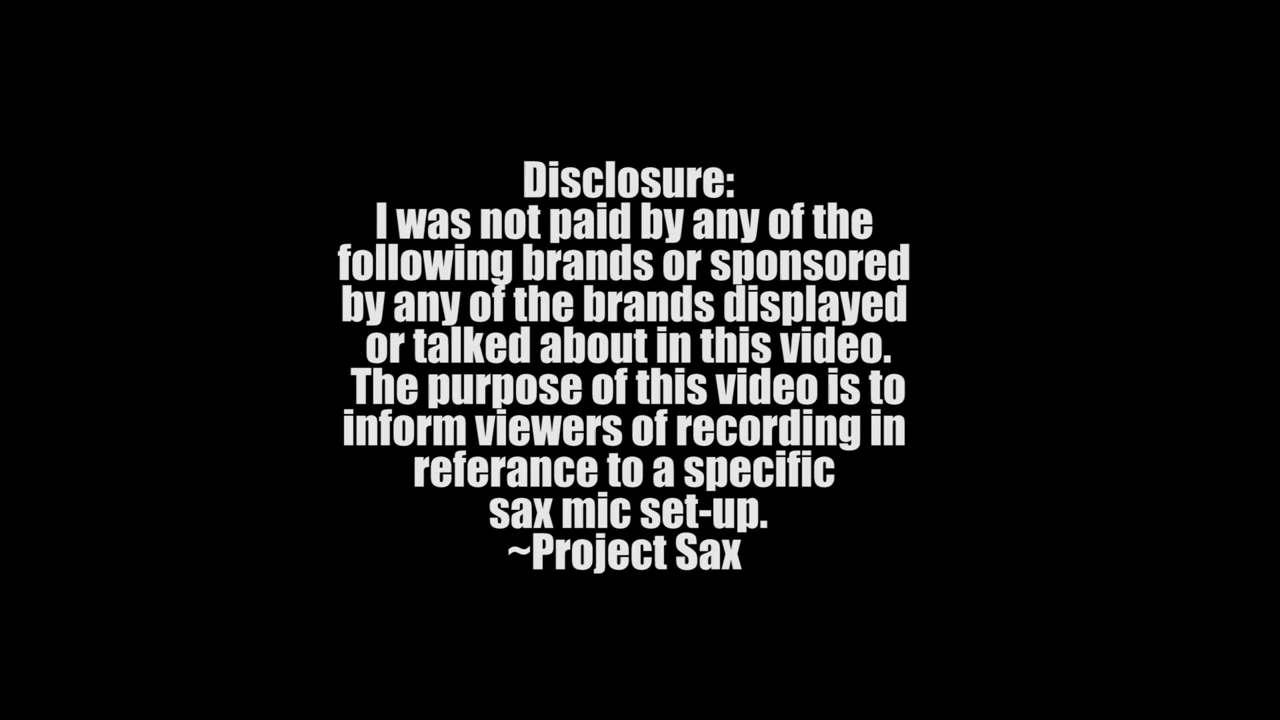 Disclosure:
I was not paid by any of the
following brands or sponsored
by any of the brands displayed
or talked about in this video.
The purpose of this video is to
inform viewers of recording in
referance to a specific
sax mic set-up.
~Project Sax